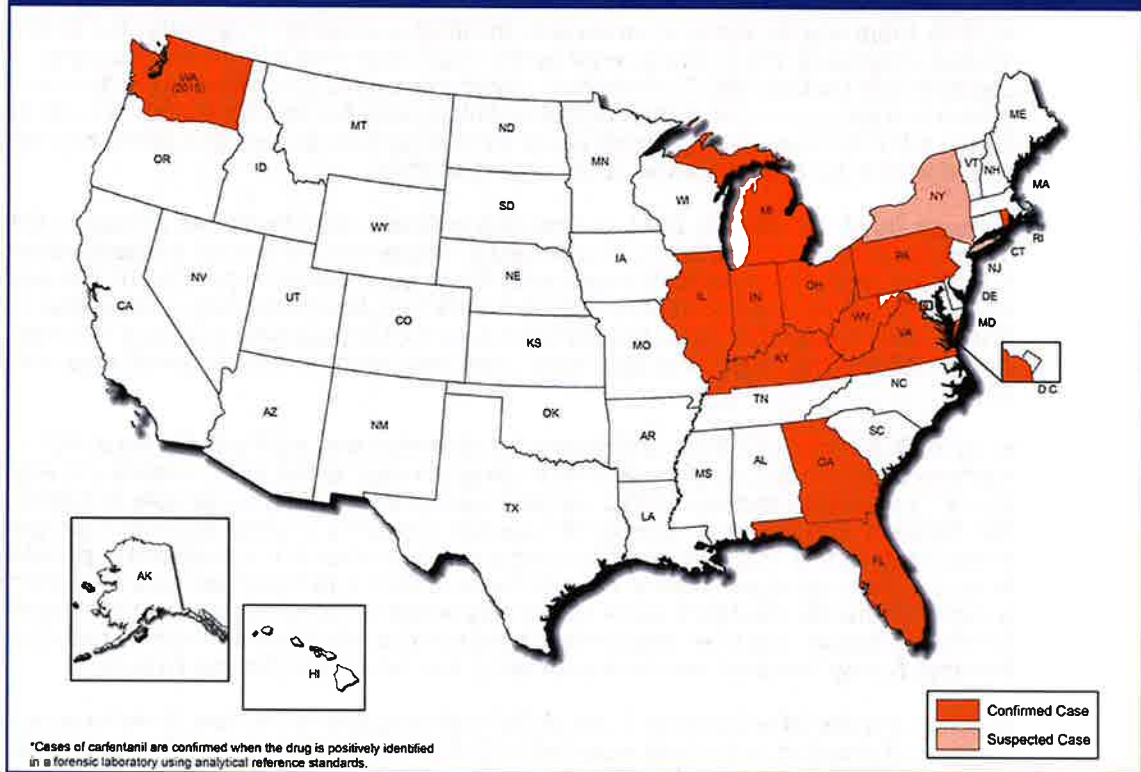 WA
(2015)
OR
CA
NV
ID
MT
WY
UT
AZ
CO
NM
ND
SD
NE
KS
OK
TX
MN
IA
MO
AR
LA
WI
IL
MI
IN
OH
KY
TN
MS
AL
GA
FL
SC
NC
VA
WV
PA
NY
VT
NH
ME
MA
RI
CT
NJ
DE
MD
D.C.
AK
HI
Confirmed Case
Suspected Case
*Cases of carfentanil are confirmed when the drug is positively identified
in a forensic laboratory using analytical reference standards.